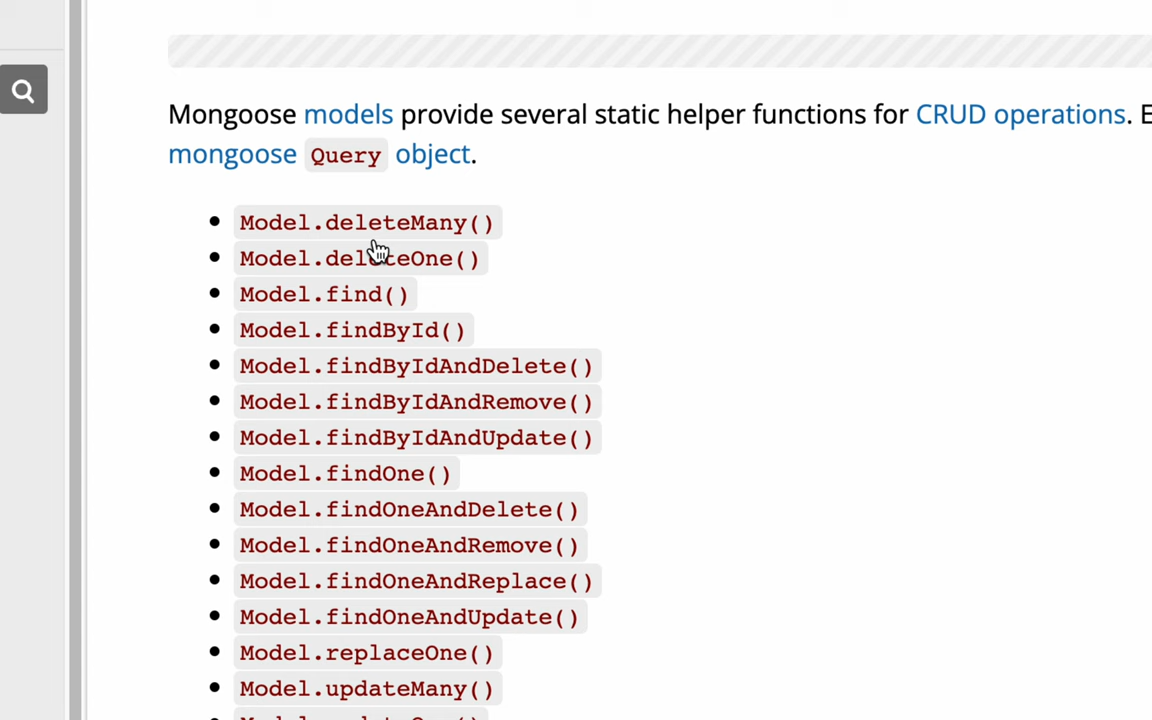 Mongoose models provide several static helper functions for CRUD operations. E
mongoose Query object.
Model.deleteMany()
Model.deleteOne()
Model.find()
Model.findById()
Model.findByIdAndDelete()
Model.findByIdAndRemove()
Model.findByIdAndUpdate()
Model.findOne()
Model.findOneAndDelete()
Model.findOneAndRemove()
Model.findOneAndReplace()
Model.findOneAndUpdate()
Model.replaceOne()
Model.updateMany()